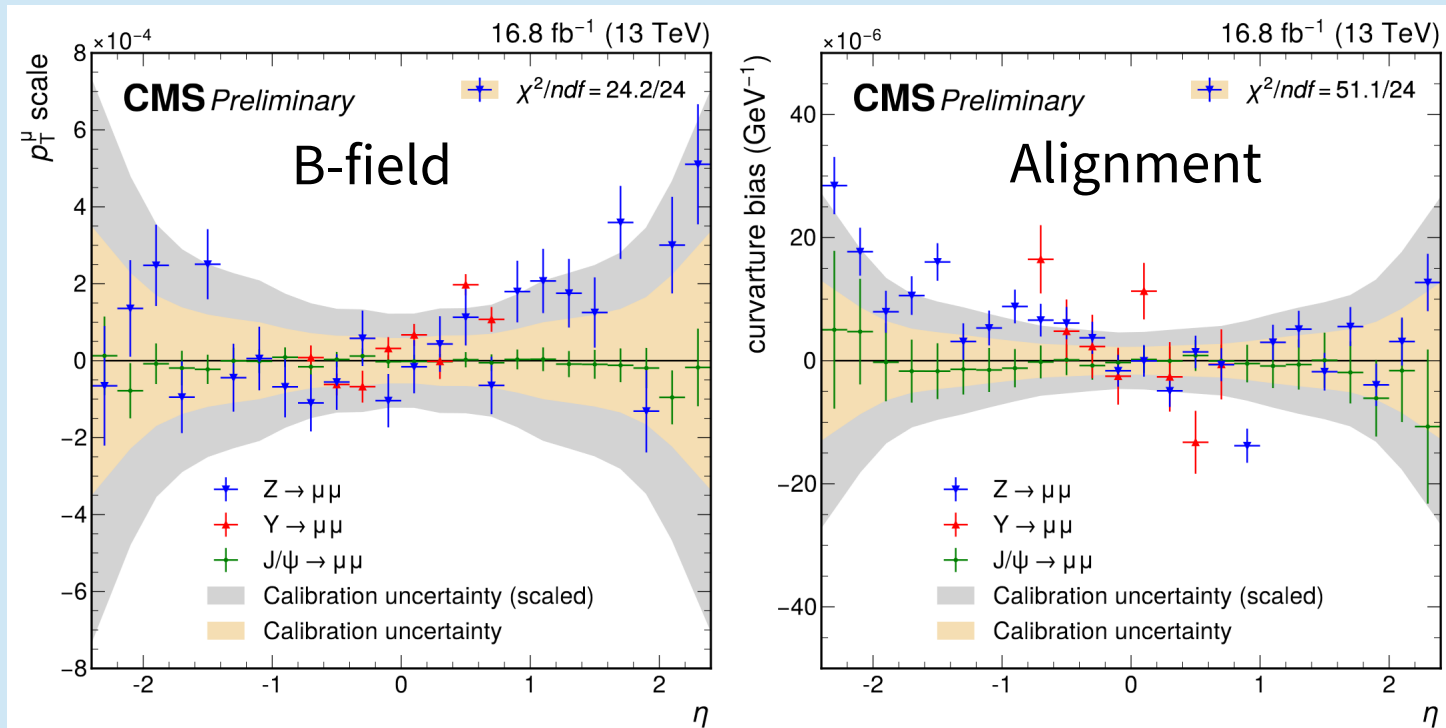 ×10⁻⁴
16.8 fb⁻¹ (13 TeV)
CMS Preliminary
χ²/ndf = 24.2/24
B-field
p_T^μ scale
8
6
4
2
0
−2
−4
−6
−8
Z → μμ
Υ → μμ
J/ψ → μμ
Calibration uncertainty (scaled)
Calibration uncertainty
-2
-1
0
1
2
η
×10⁻⁶
16.8 fb⁻¹ (13 TeV)
CMS Preliminary
χ²/ndf = 51.1/24
Alignment
curvarture bias (GeV⁻¹)
40
20
0
−20
−40
Z → μμ
Υ → μμ
J/ψ → μμ
Calibration uncertainty (scaled)
Calibration uncertainty
-2
-1
0
1
2
η